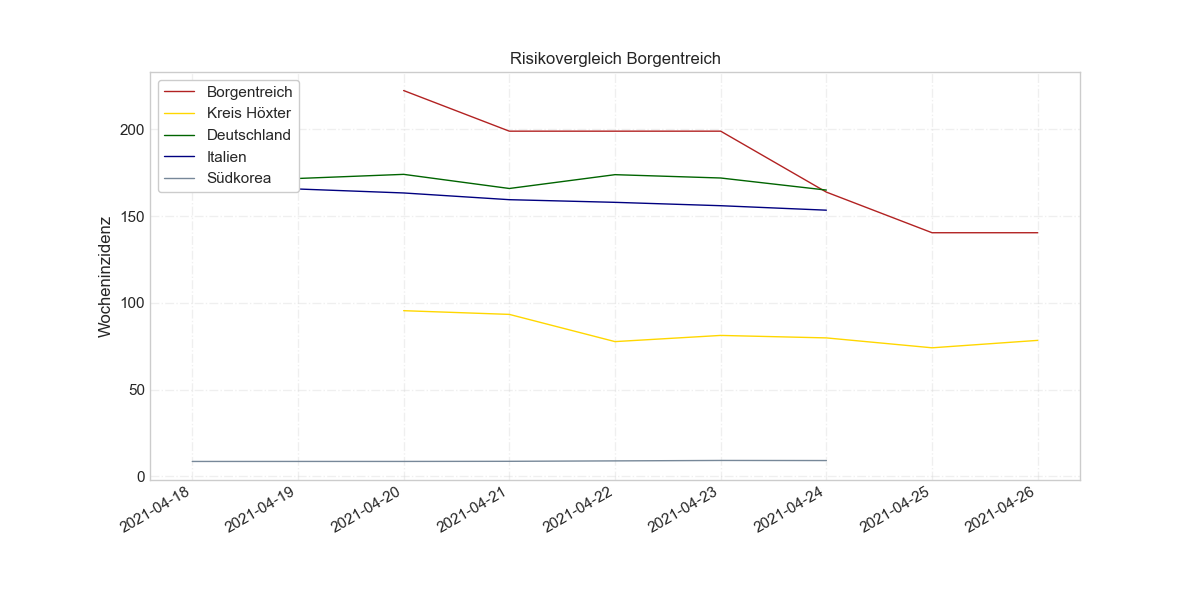 Risikovergleich Borgentreich
Borgentreich
Kreis Höxter
Deutschland
Italien
Südkorea
Wocheninzidenz
200
150
100
50
0
2021-04-18
2021-04-19
2021-04-20
2021-04-21
2021-04-22
2021-04-23
2021-04-24
2021-04-25
2021-04-26